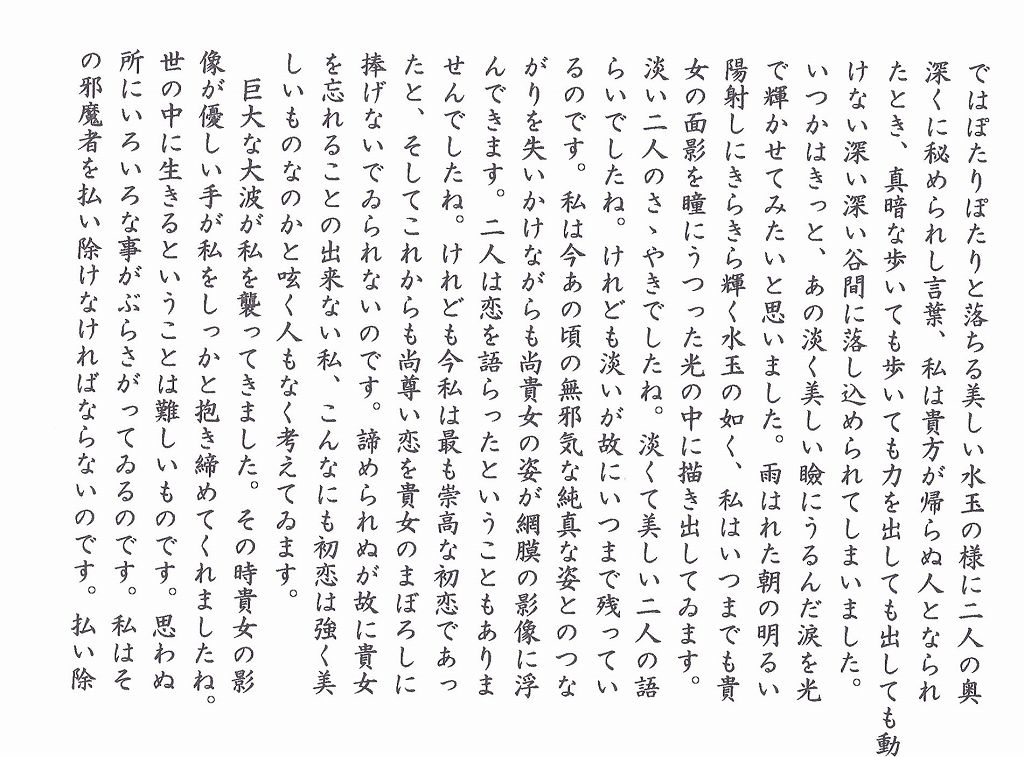 ではぽたりぽたりと落ちる美しい水玉の様に二人の奥
深くに秘められし言葉、私は貴方が帰らぬ人となられ
たとき、真暗な歩いても歩いても力を出しても出しても動
けない深い深い谷間に落し込められてしまいました。
いつかはきっと、あの淡く美しい瞼にうるんだ涙を光
で輝かせてみたいと思いました。雨はれた朝の明るい
陽射しにきらきら輝く水玉の如く、私はいつまでも貴
女の面影を瞳にうつった光の中に描き出してゐます。
淡い二人のさゝやきでしたね。淡くて美しい二人の語
らいでしたね。けれども淡いが故にいつまで残ってい
るのです。私は今あの頃の無邪気な純真な姿とのつな
がりを失いかけながらも尚貴女の姿が網膜の影像に浮
んできます。二人は恋を語らったということもありま
せんでしたね。けれども今私は最も崇高な初恋であっ
たと、そしてこれからも尚尊い恋を貴女のまぼろしに
捧げないでゐられないのです。諦められぬが故に貴女
を忘れることの出来ない私、こんなにも初恋は強く美
しいものなのかと呟く人もなく考えてゐます。
巨大な大波が私を襲ってきました。その時貴女の影
像が優しい手が私をしっかと抱き締めてくれましたね。
世の中に生きるということは難しいものです。思わぬ
所にいろいろな事がぶらさがってゐるのです。私はそ
の邪魔者を払い除けなければならないのです。払い除